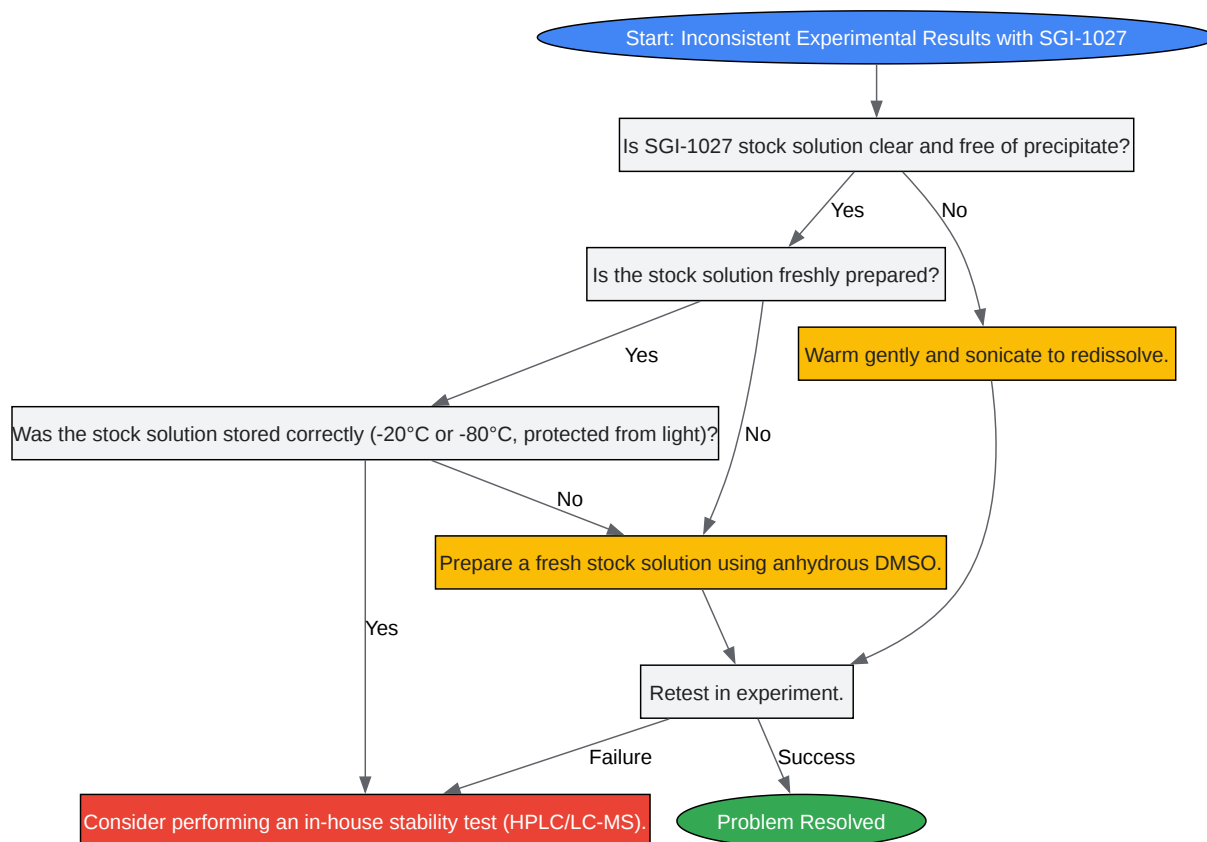 Start: Inconsistent Experimental Results with SGI-1027
Is SGI-1027 stock solution clear and free of precipitate?
Yes
No
Is the stock solution freshly prepared?
Warm gently and sonicate to redissolve.
Yes
Was the stock solution stored correctly (-20°C or -80°C, protected from light)?
No
No
Prepare a fresh stock solution using anhydrous DMSO.
Yes
Retest in experiment.
Failure
Success
Consider performing an in-house stability test (HPLC/LC-MS).
Problem Resolved